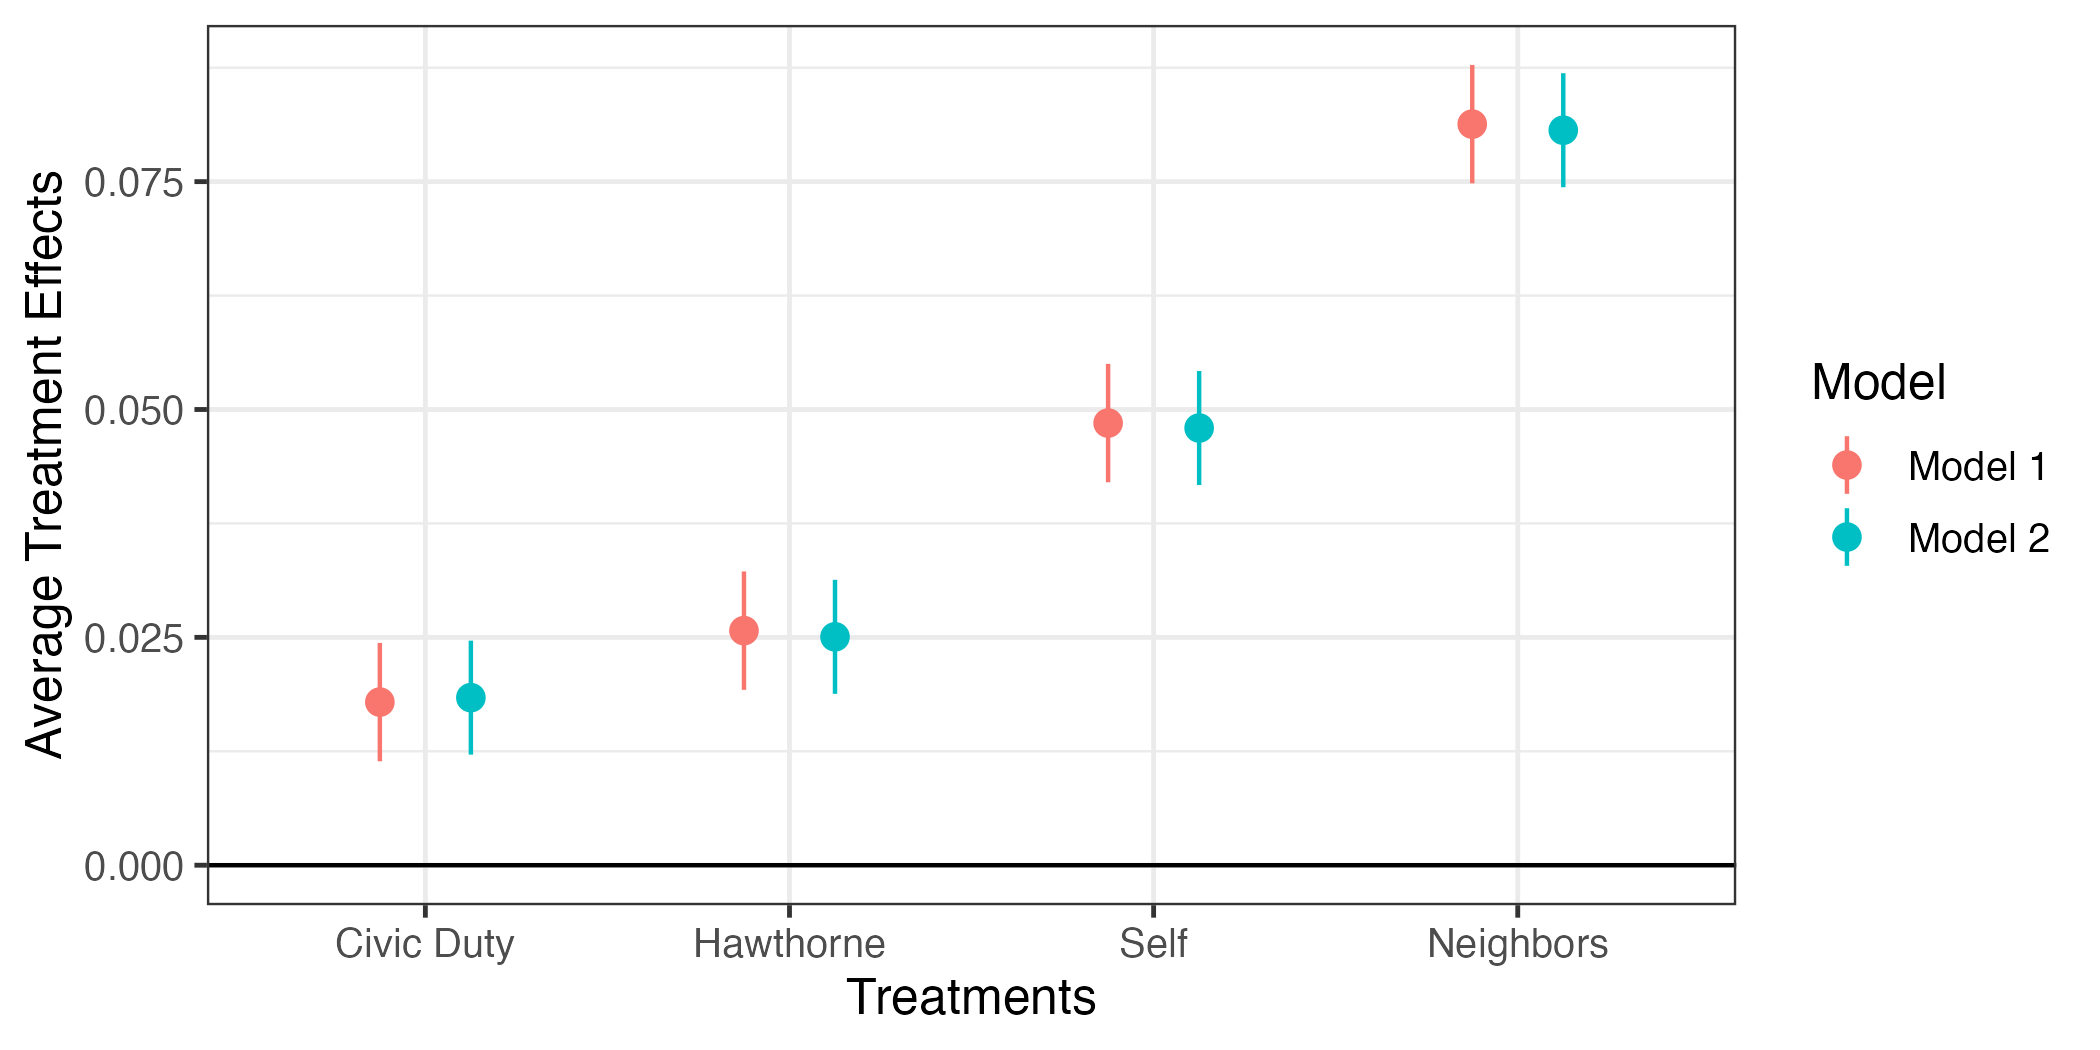 Average Treatment Effects
0.075
0.050
0.025
0.000
Civic Duty
Hawthorne
Self
Neighbors
Treatments
Model
Model 1
Model 2